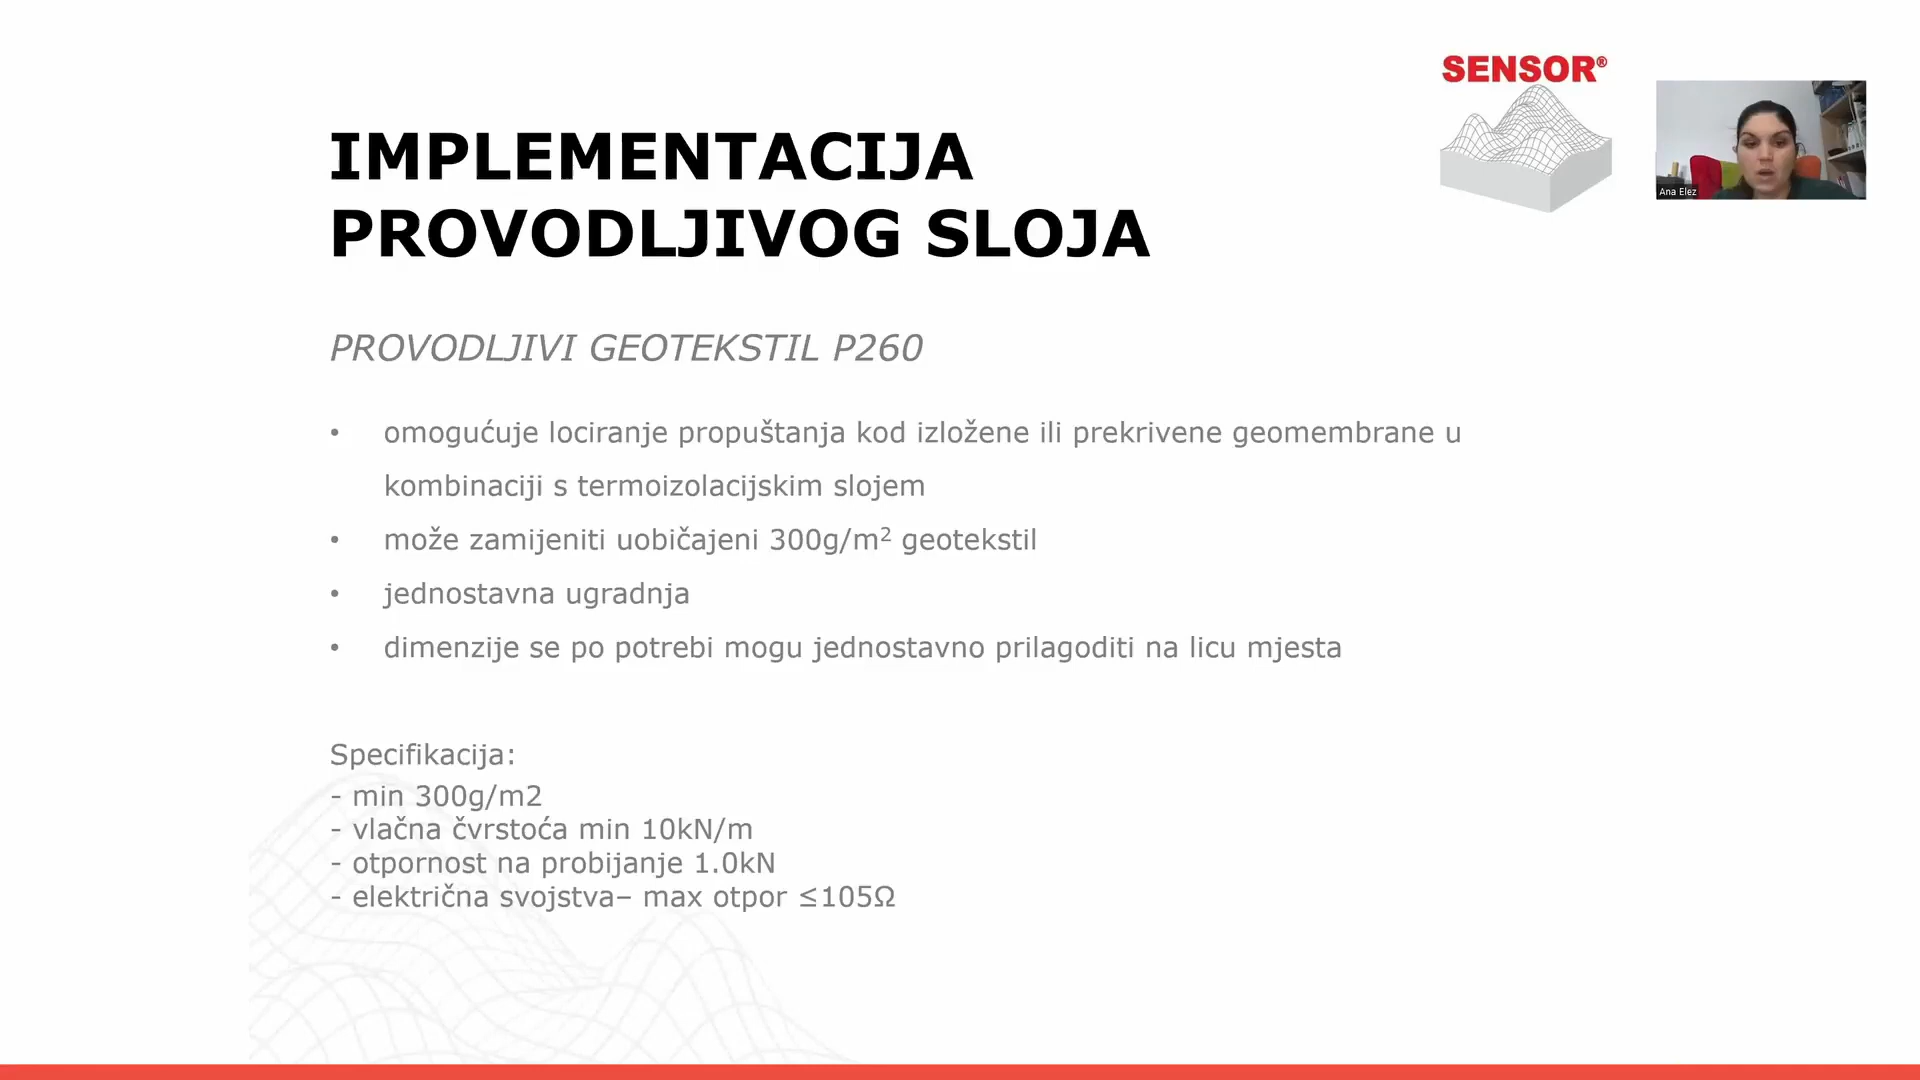 SENSOR®
Ana Elez
IMPLEMENTACIJA
PROVODLJIVOG SLOJA
PROVODLJIVI GEOTEKSTIL P260
• omogućuje lociranje propuštanja kod izložene ili prekrivene geomembrane u
kombinaciji s termoizolacijskim slojem
• može zamijeniti uobičajeni 300g/m² geotekstil
• jednostavna ugradnja
• dimenzije se po potrebi mogu jednostavno prilagoditi na licu mjesta
Specifikacija:
- min 300g/m2
- vlačna čvrstoća min 10kN/m
- otpornost na probijanje 1.0kN
- električna svojstva– max otpor ≤105Ω